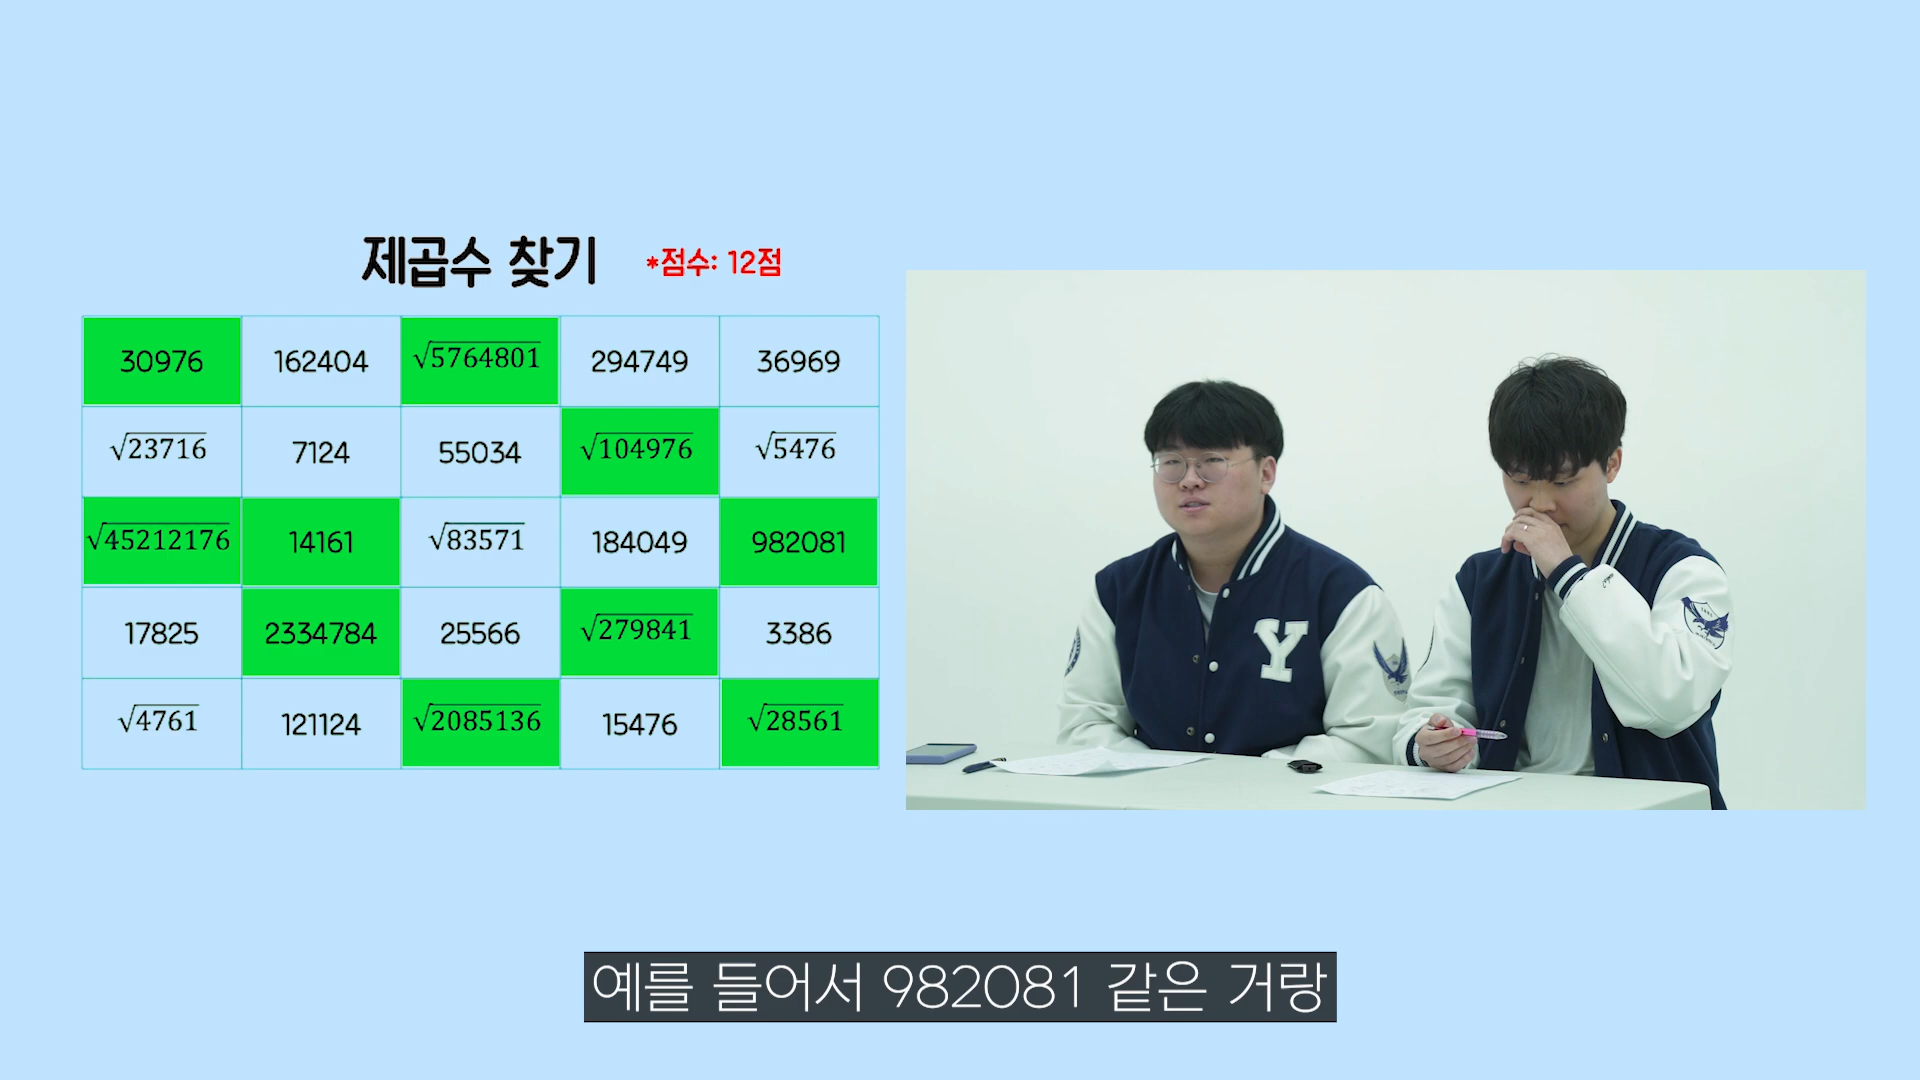 제곱수 찾기 *점수: 12점
30976 162404 √5764801 294749 36969
√23716 7124 55034 √104976 √5476
√45212176 14161 √83571 184049 982081
17825 2334784 25566 √279841 3386
√4761 121124 √2085136 15476 √28561
Y
예를 들어서 982081 같은 거랑